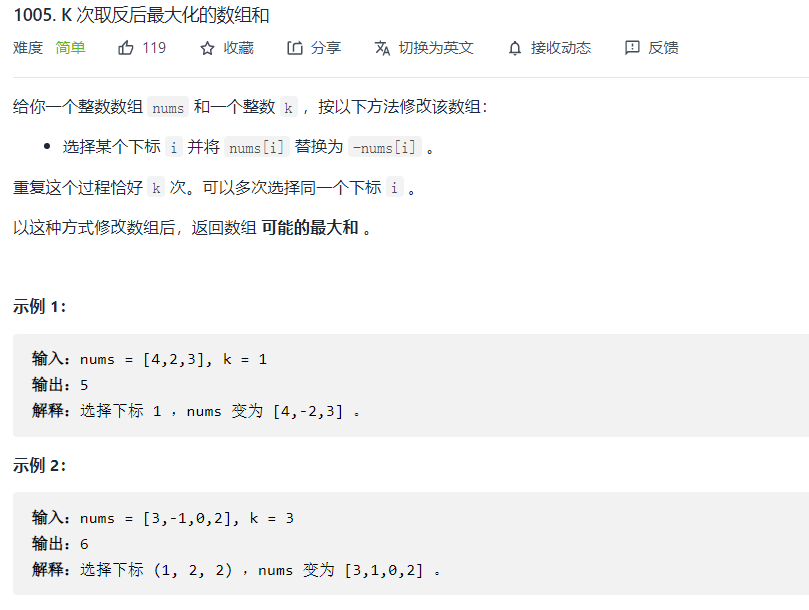 1005. K 次取反后最大化的数组和
难度 简单 119 收藏 分享 切换为英文 接收动态 反馈
给你一个整数数组 nums 和一个整数 k ，按以下方法修改该数组：
• 选择某个下标 i 并将 nums[i] 替换为 -nums[i] 。
重复这个过程恰好 k 次。可以多次选择同一个下标 i 。
以这种方式修改数组后，返回数组 可能的最大和 。
示例 1：
输入：nums = [4,2,3], k = 1
输出：5
解释：选择下标 1 ，nums 变为 [4,-2,3] 。
示例 2：
输入：nums = [3,-1,0,2], k = 3
输出：6
解释：选择下标 (1, 2, 2) ，nums 变为 [3,1,0,2] 。